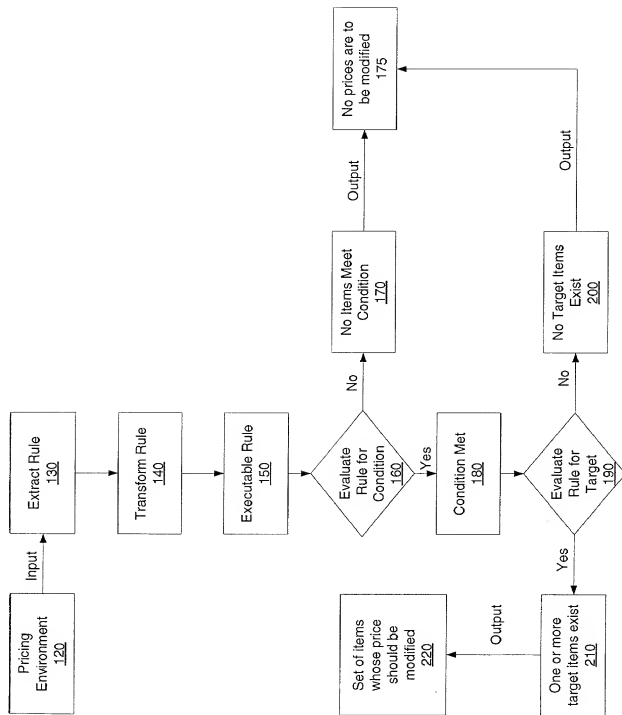 Pricing
Environment
120
Input
Extract Rule
130
Transform Rule
140
Executable Rule
150
Evaluate
Rule for
Condition
160
No
No Items Meet
Condition
170
Output
No prices are to
be modified
175
Yes
Condition Met
180
Evaluate
Rule for
Target
190
No
No Target Items
Exist
200
Output
Yes
One or more
target items exist
210
Output
Set of items
whose price
should be
modified
220